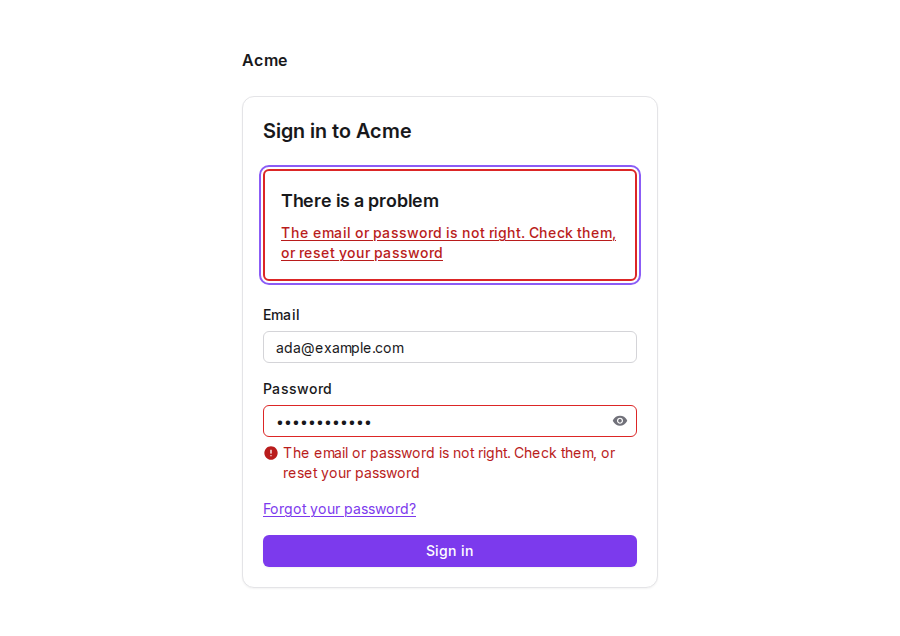 Acme
Sign in to Acme
There is a problem
The email or password is not right. Check them,
or reset your password
Email
ada@example.com
Password
••••••••••••
The email or password is not right. Check them, or
reset your password
Forgot your password?
Sign in